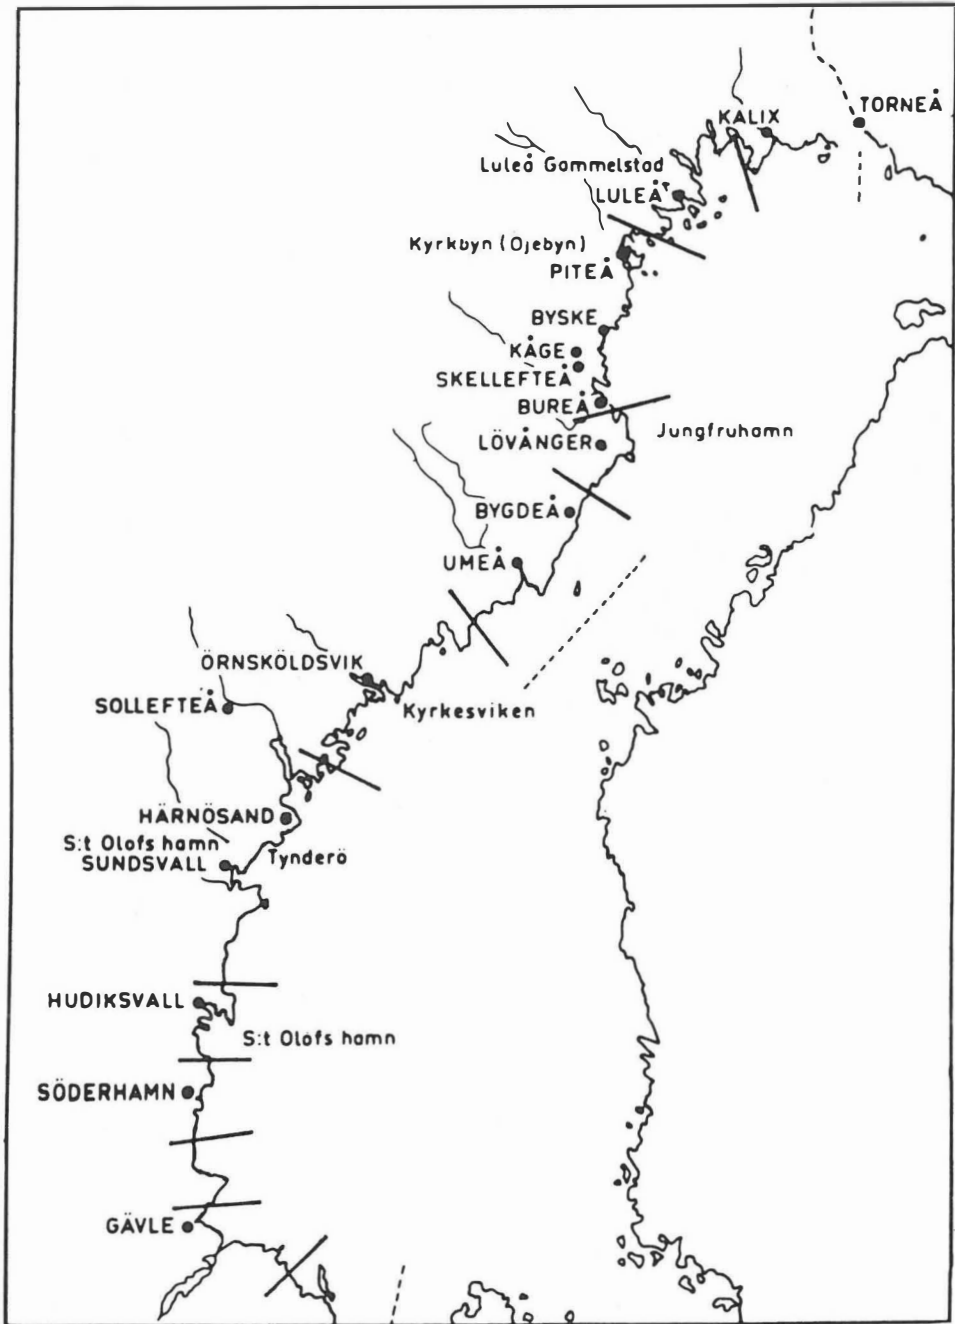 TORNEÅ
KALIX
Luleå Gammelstad
LULEÅ
Kyrkbyn (Öjebyn)
PITEÅ
BYSKE
KÅGE
SKELLEFTEÅ
BUREÅ
Jungfruhamn
LÖVÅNGER
BYGDEÅ
UMEÅ
ÖRNSKÖLDSVIK
SOLLEFTEÅ
Kyrkesviken
HÄRNÖSAND
S:t Olofs hamn
SUNDSVALL
Tynderö
HUDIKSVALL
S:t Olofs hamn
SÖDERHAMN
GÄVLE